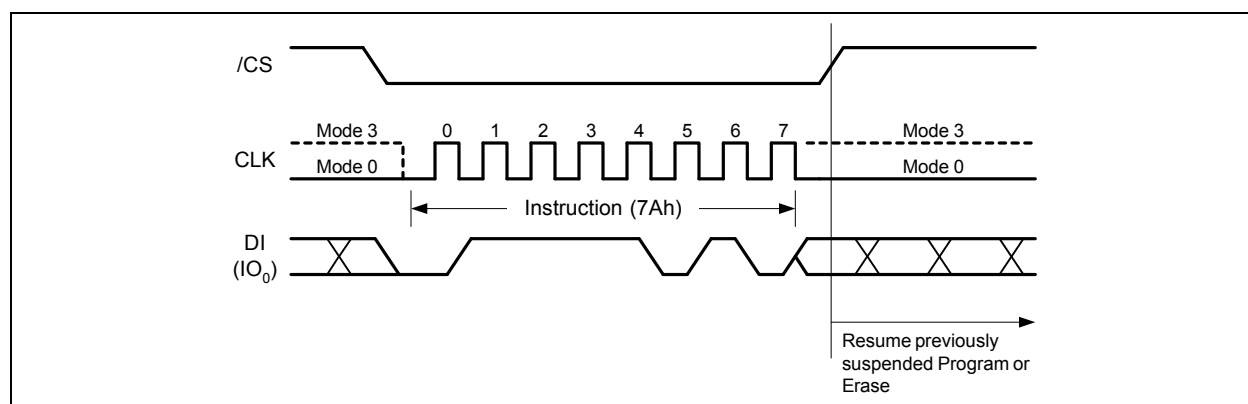 /CS
Mode 3 0 1 2 3 4 5 6 7 Mode 3
CLK
Mode 0 Mode 0
Instruction (7Ah)
DI
(IO₀)
Resume previously
suspended Program or
Erase